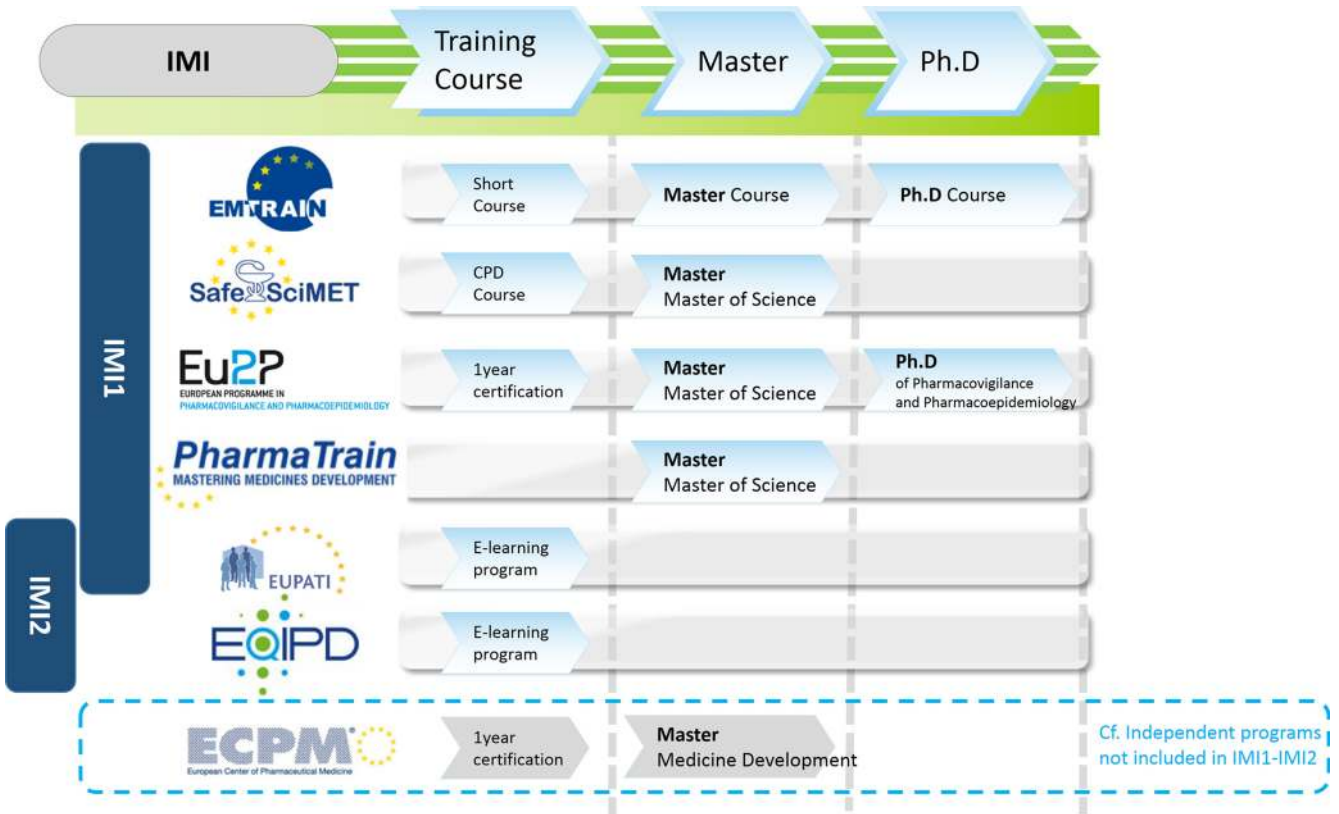 IMI
Training
Course
Master
Ph.D
IMI1
IMI2
EMTRAIN
Short
Course
Master Course
Ph.D Course
SafeSciMET
CPD
Course
Master
Master of Science
Eu2P
EUROPEAN PROGRAMME IN
PHARMACOVIGILANCE AND PHARMACOEPIDEMIOLOGY
1year
certification
Master
Master of Science
Ph.D
of Pharmacovigilance
and Pharmacoepidemiology
PharmaTrain
MASTERING MEDICINES DEVELOPMENT
Master
Master of Science
EUPATI
E-learning
program
EQIPD
E-learning
program
ECPM
European Center of Pharmaceutical Medicine
1year
certification
Master
Medicine Development
Cf. Independent programs
not included in IMI1-IMI2